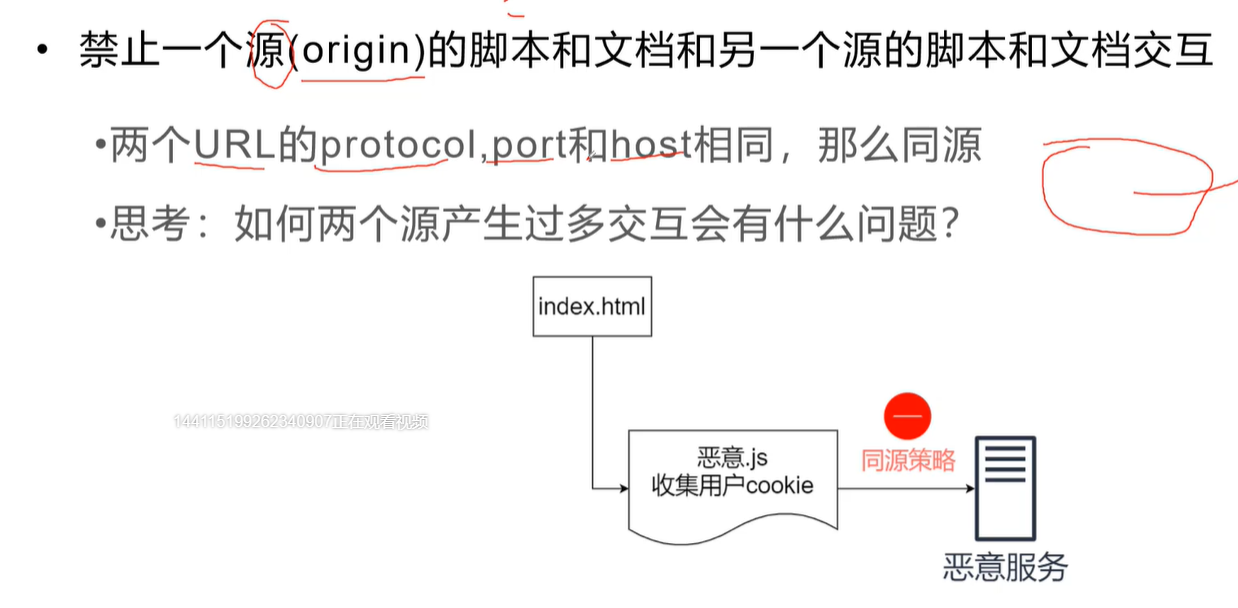 • 禁止一个源(origin)的脚本和文档和另一个源的脚本和文档交互
•两个URL的protocol,port和host相同，那么同源
•思考：如何两个源产生过多交互会有什么问题？
index.html
144115199262340907正在观看视频
恶意.js
收集用户cookie
同源策略
恶意服务